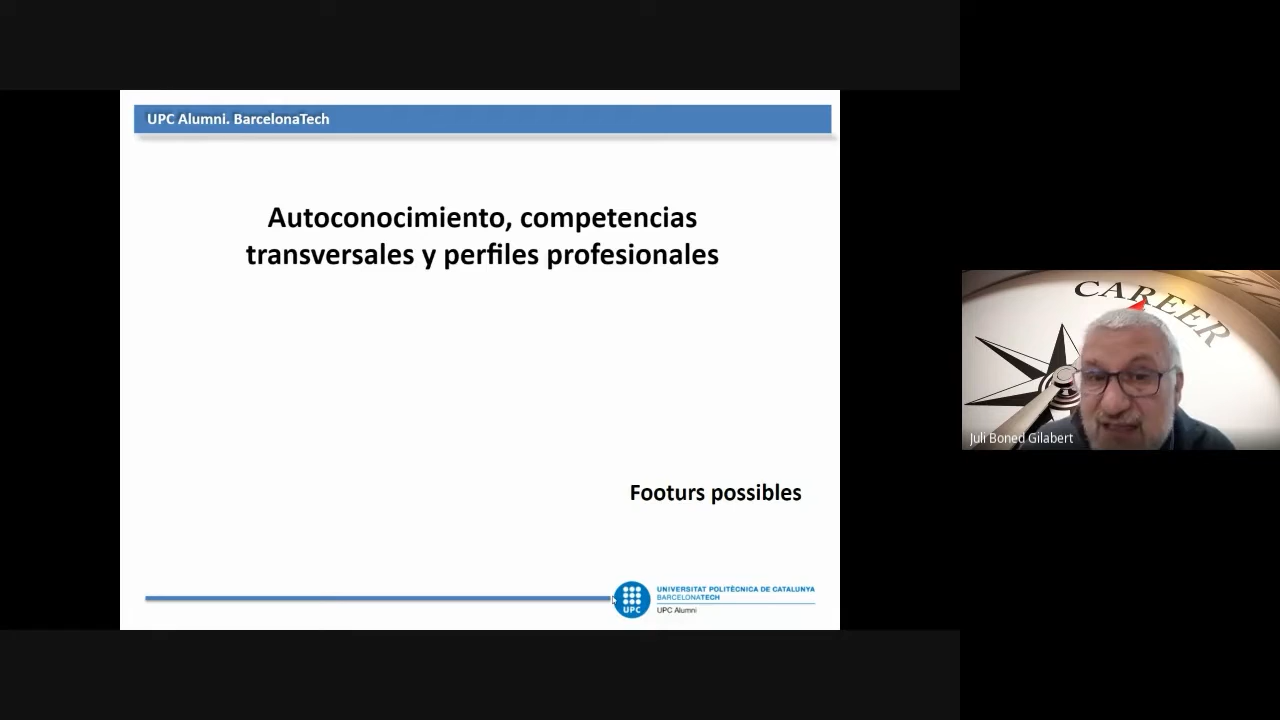 UPC Alumni. BarcelonaTech
Autoconocimiento, competencias
transversales y perfiles profesionales
Footurs possibles
UPC
UNIVERSITAT POLITÈCNICA DE CATALUNYA
BARCELONATECH
UPC Alumni
CAREER
Juli Boned Gilabert